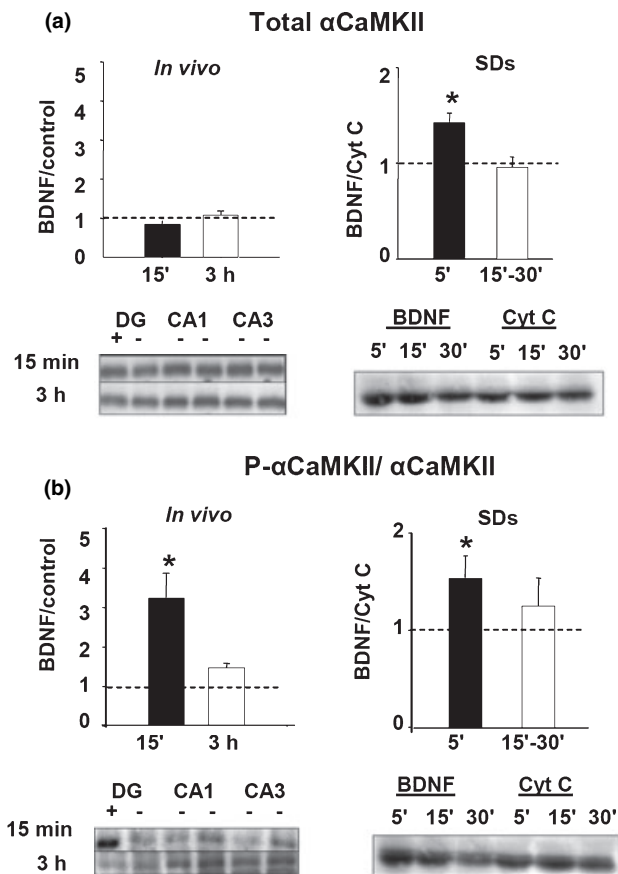 (a) Total αCaMKII
In vivo
SDs
BDNF/control
5
4
3
2
1
0
15' 3 h
BDNF/Cyt C
2
1
0
*
5' 15'-30'
DG CA1 CA3
+ - - - - -
15 min
3 h
BDNF Cyt C
5' 15' 30' 5' 15' 30'
P-αCaMKII/ αCaMKII
(b)
In vivo
SDs
BDNF/control
5
4
3
2
1
0
*
15' 3 h
BDNF/Cyt C
2
1
0
*
5' 15'-30'
DG CA1 CA3
+ - - - - -
15 min
3 h
BDNF Cyt C
5' 15' 30' 5' 15' 30'